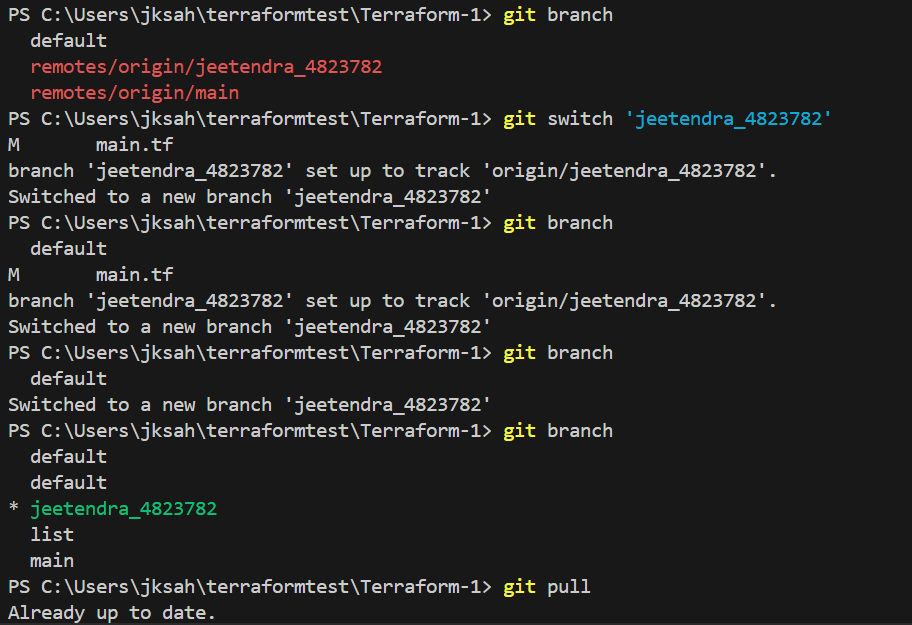 PS C:\Users\jksah\terraformtest\Terraform-1> git branch
default
remotes/origin/jeetendra_4823782
remotes/origin/main
PS C:\Users\jksah\terraformtest\Terraform-1> git switch 'jeetendra_4823782'
M       main.tf
branch 'jeetendra_4823782' set up to track 'origin/jeetendra_4823782'.
Switched to a new branch 'jeetendra_4823782'
PS C:\Users\jksah\terraformtest\Terraform-1> git branch
default
M       main.tf
branch 'jeetendra_4823782' set up to track 'origin/jeetendra_4823782'.
Switched to a new branch 'jeetendra_4823782'
PS C:\Users\jksah\terraformtest\Terraform-1> git branch
default
Switched to a new branch 'jeetendra_4823782'
PS C:\Users\jksah\terraformtest\Terraform-1> git branch
default
default
* jeetendra_4823782
list
main
PS C:\Users\jksah\terraformtest\Terraform-1> git pull
Already up to date.